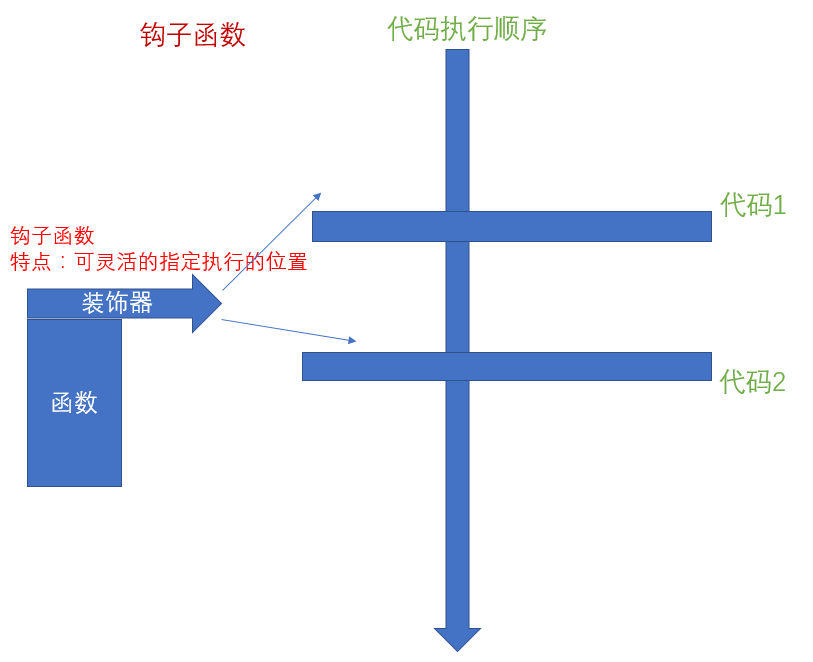 钩子函数
代码执行顺序
代码1
钩子函数
特点：可灵活的指定执行的位置
装饰器
代码2
函数